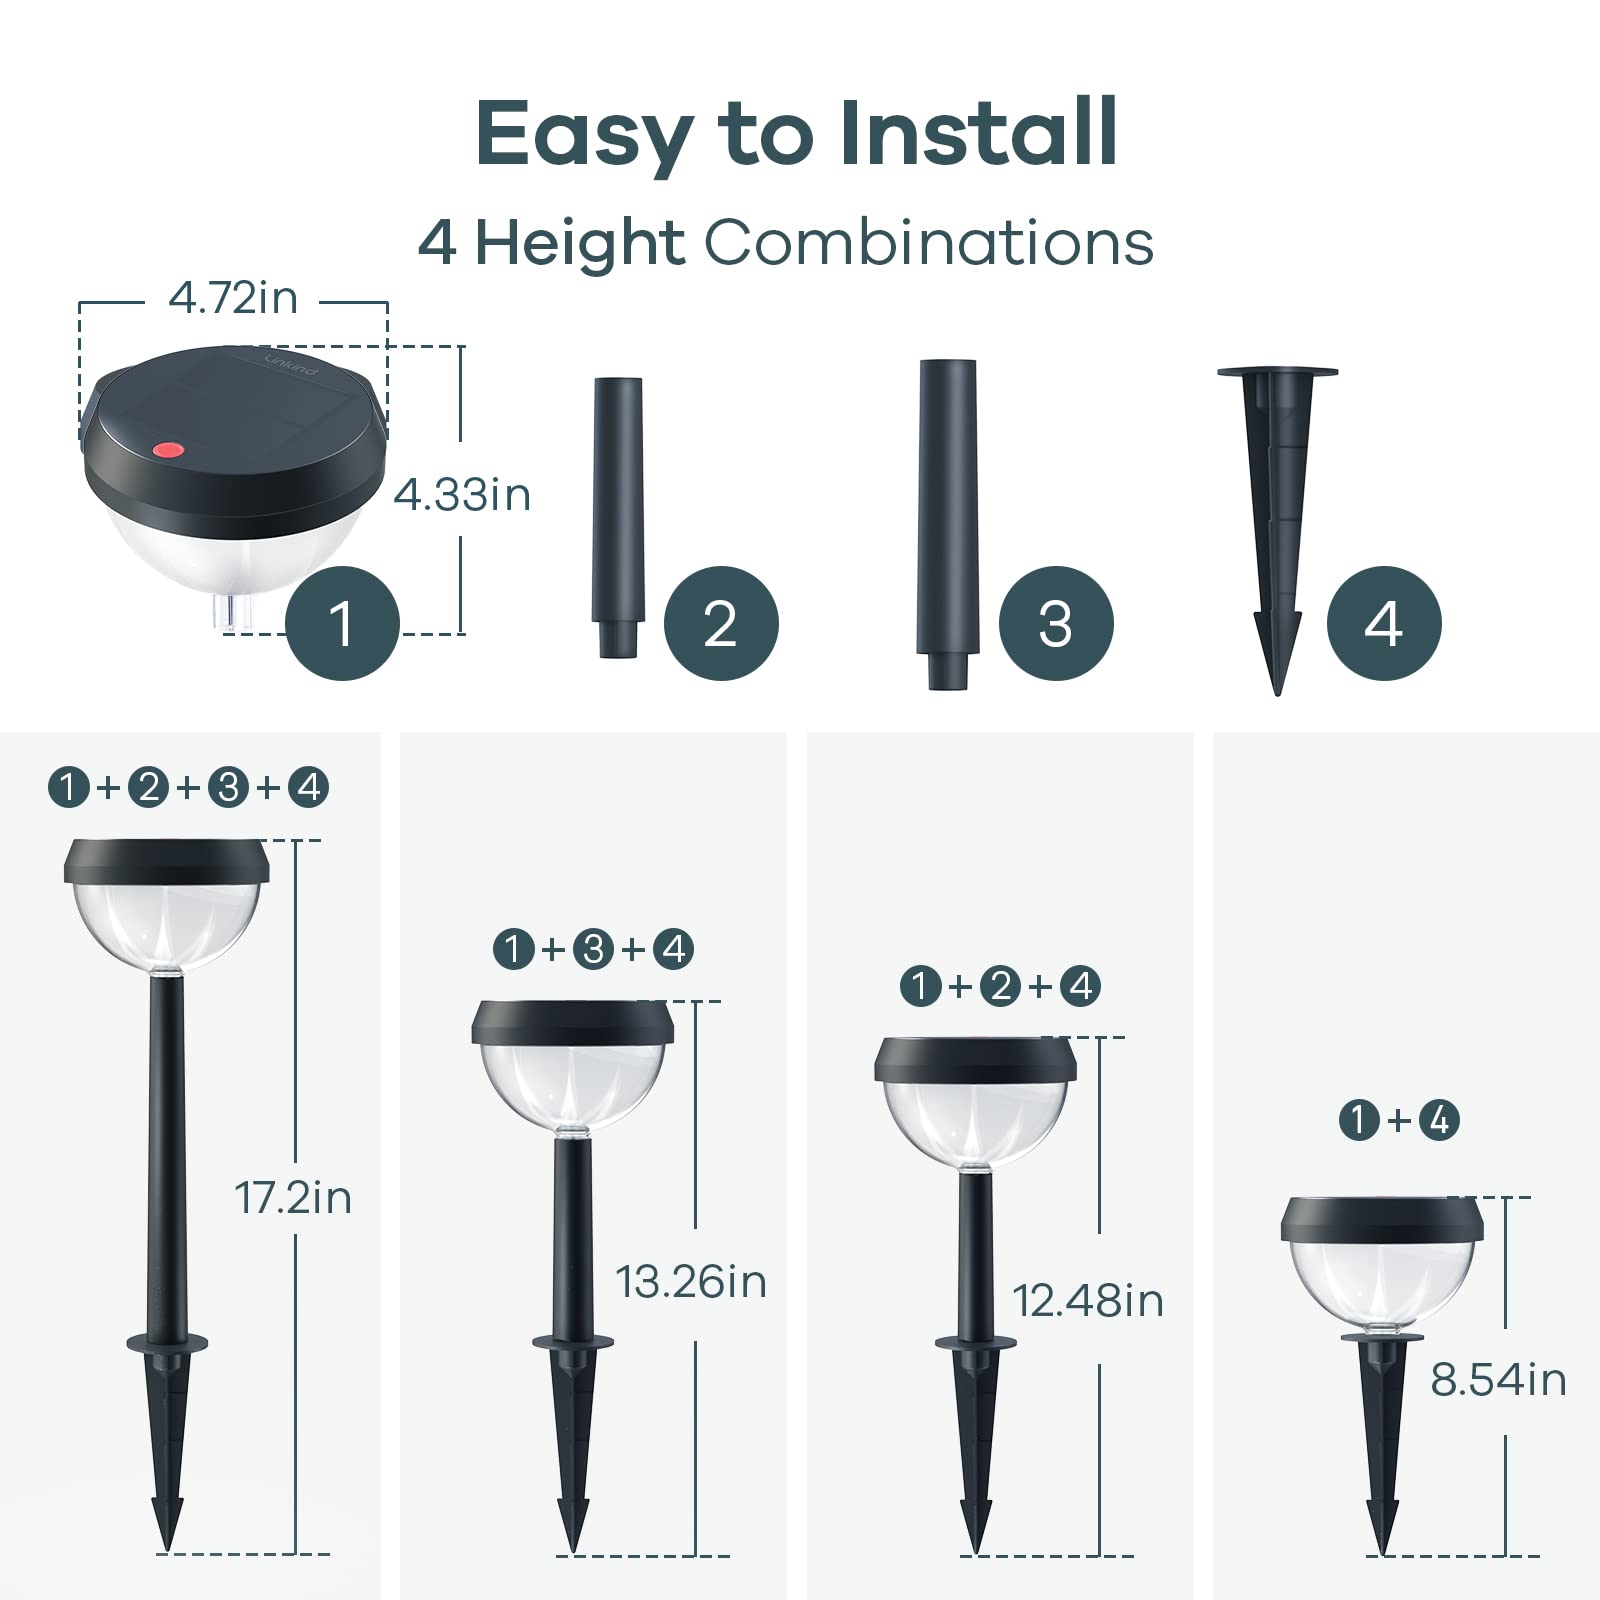 Easy to Install
4 Height Combinations
4.72in
Linkind
4.33in
1
2
3
4
1+2+3+4
17.2in
1+3+4
13.26in
1+2+4
12.48in
1+4
8.54in